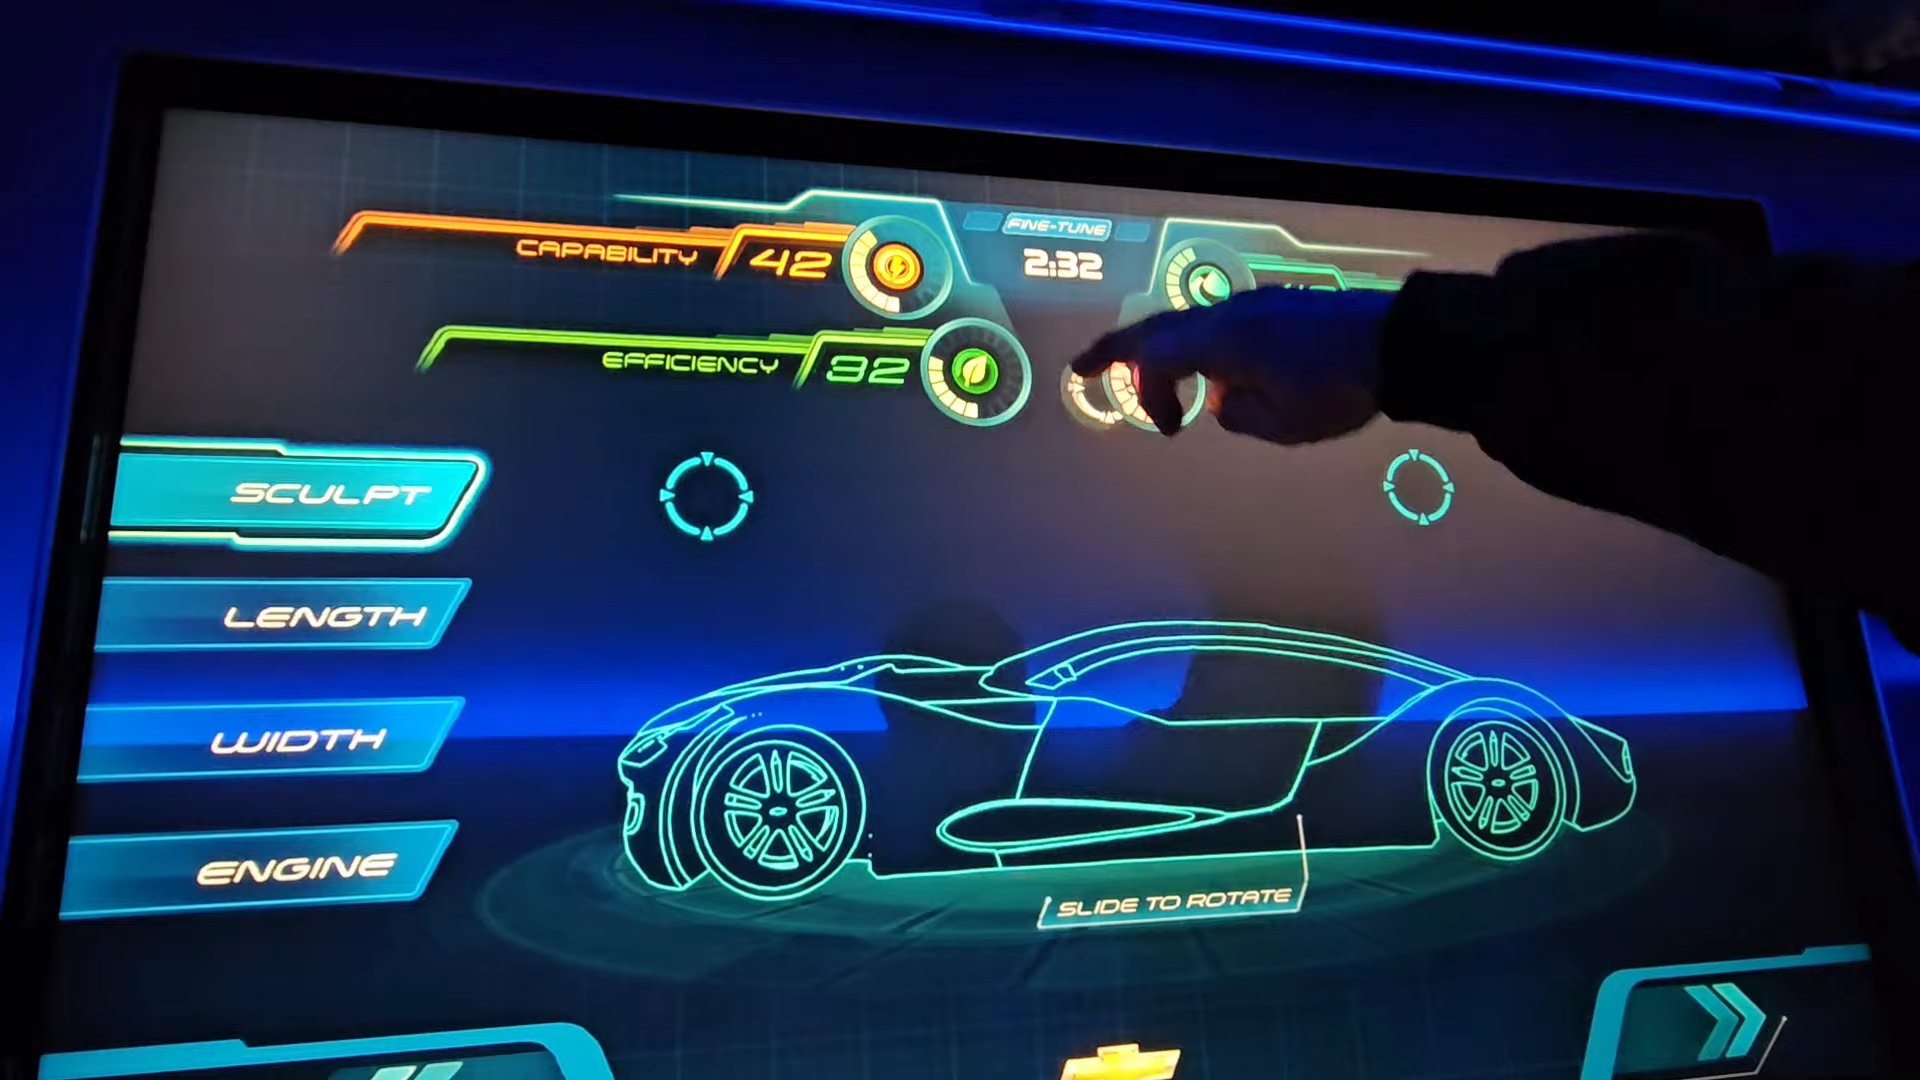 FINE-TUNE
2:32
CAPABILITY 42
EFFICIENCY 32
SCULPT
LENGTH
WIDTH
ENGINE
SLIDE TO ROTATE